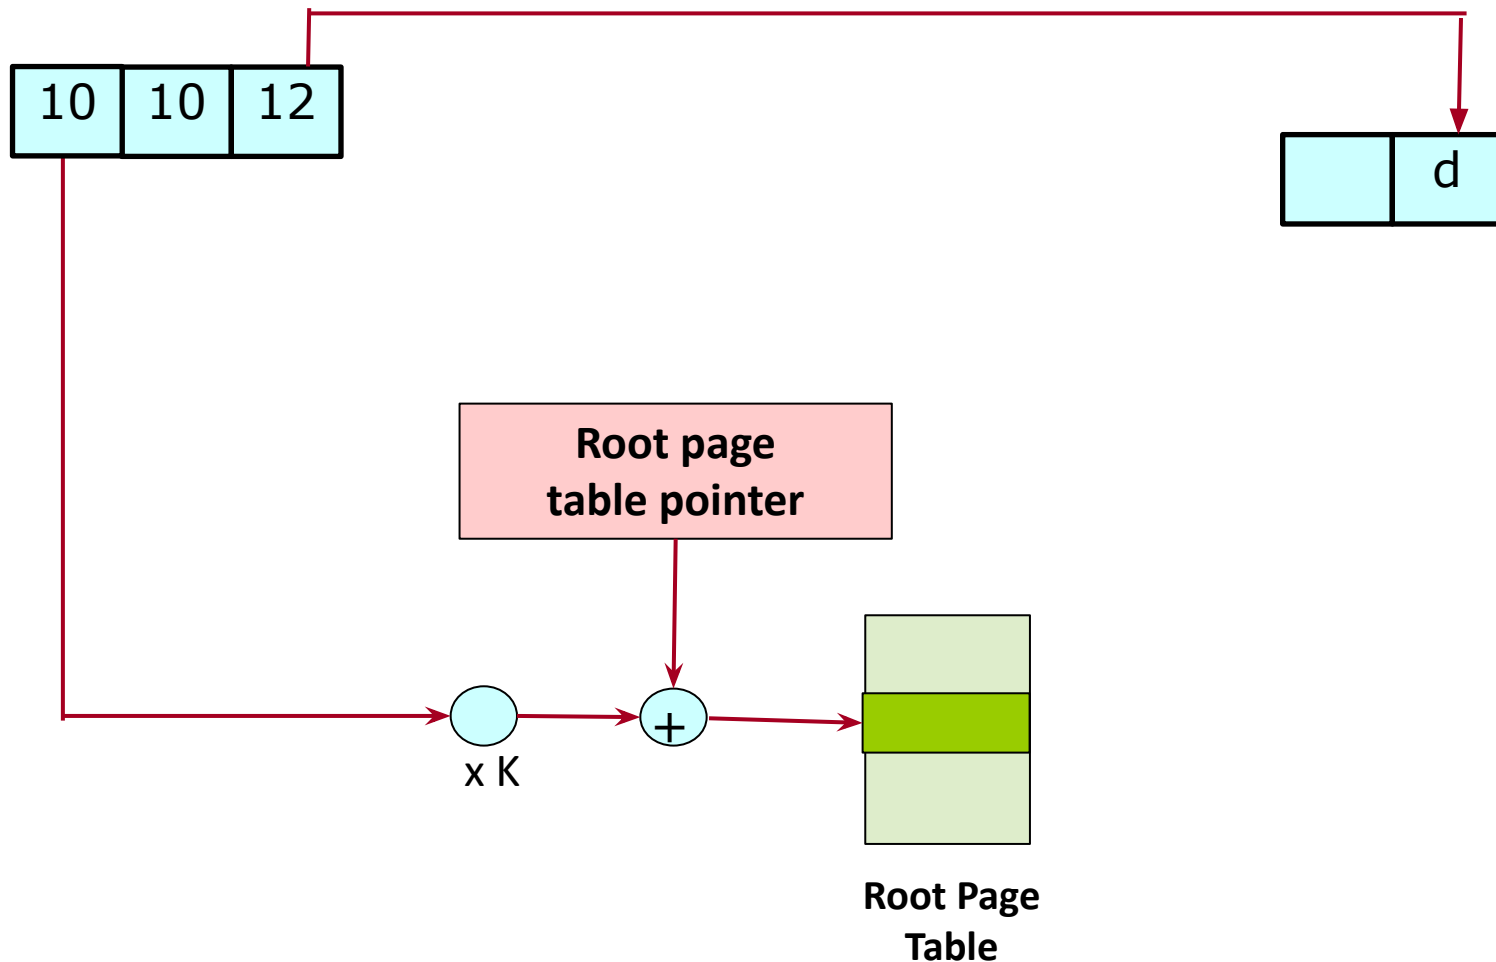 10 10 12
d
Root page
table pointer
+
x K
Root Page
Table